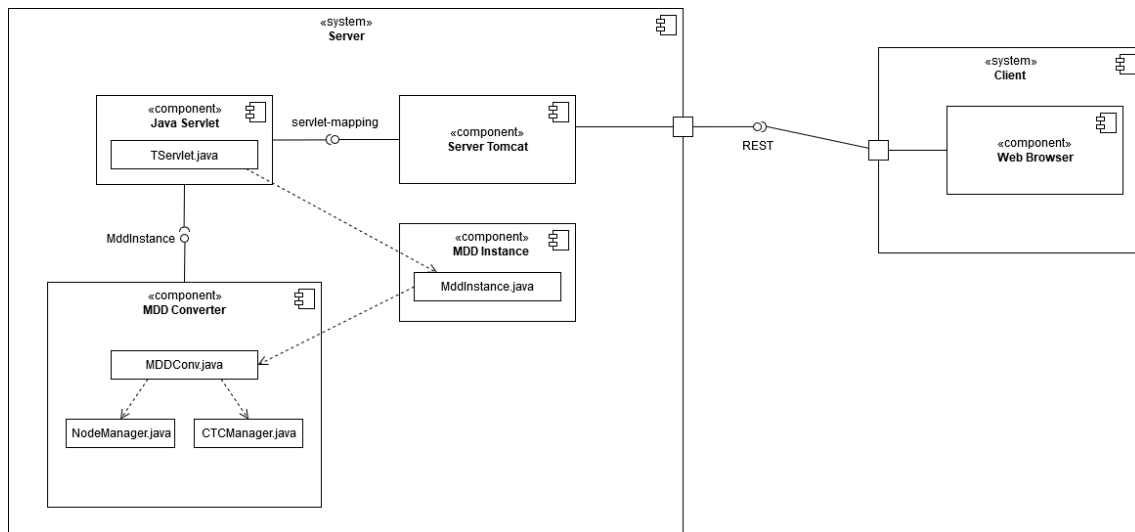 «system»
Server
«system»
Client
«component»
Java Servlet
TServlet.java
servlet-mapping
«component»
Server Tomcat
REST
«component»
Web Browser
MddInstance
«component»
MDD Instance
MddInstance.java
«component»
MDD Converter
MDDConv.java
NodeManager.java
CTCManager.java